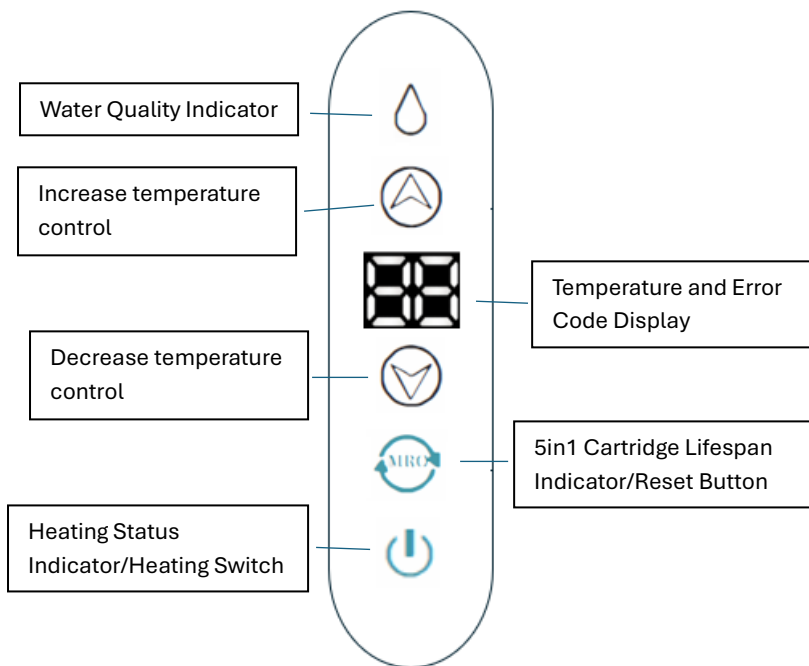 Water Quality Indicator
Increase temperature
control
88
Temperature and Error
Code Display
Decrease temperature
control
MRO
5in1 Cartridge Lifespan
Indicator/Reset Button
Heating Status
Indicator/Heating Switch